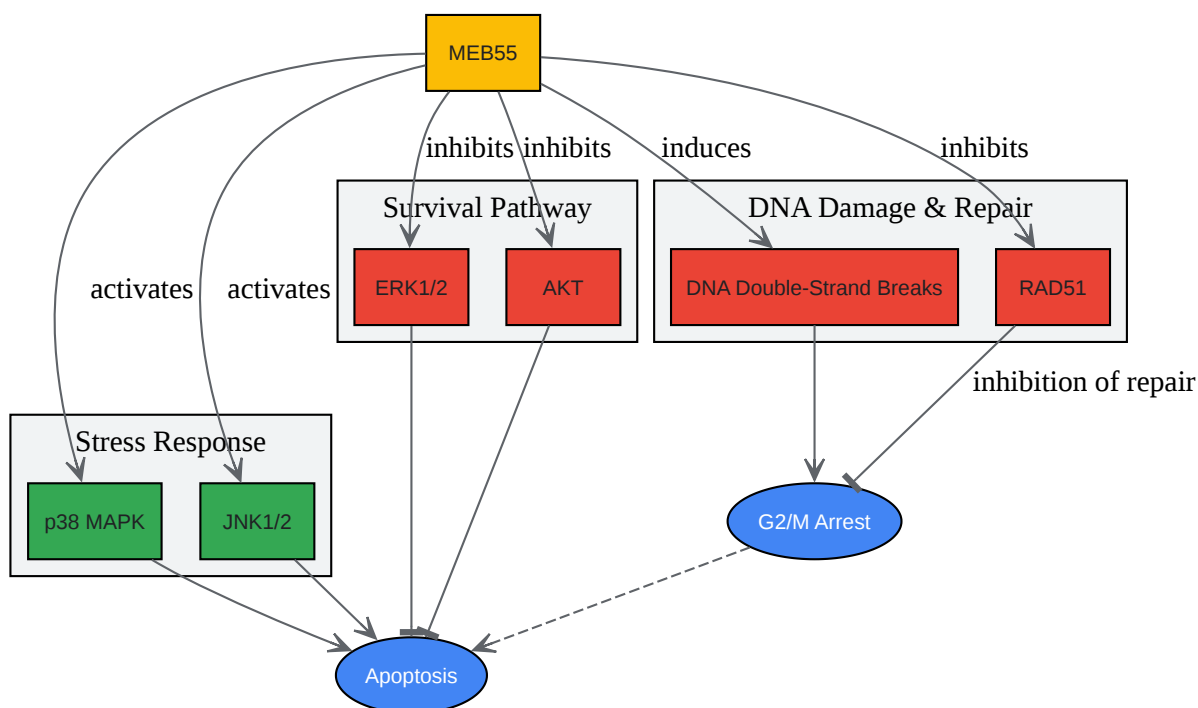 MEB55
inhibits
inhibits
induces
inhibits
Survival Pathway
DNA Damage & Repair
activates
activates
ERK1/2
AKT
DNA Double-Strand Breaks
RAD51
inhibition of repair
Stress Response
p38 MAPK
JNK1/2
G2/M Arrest
Apoptosis